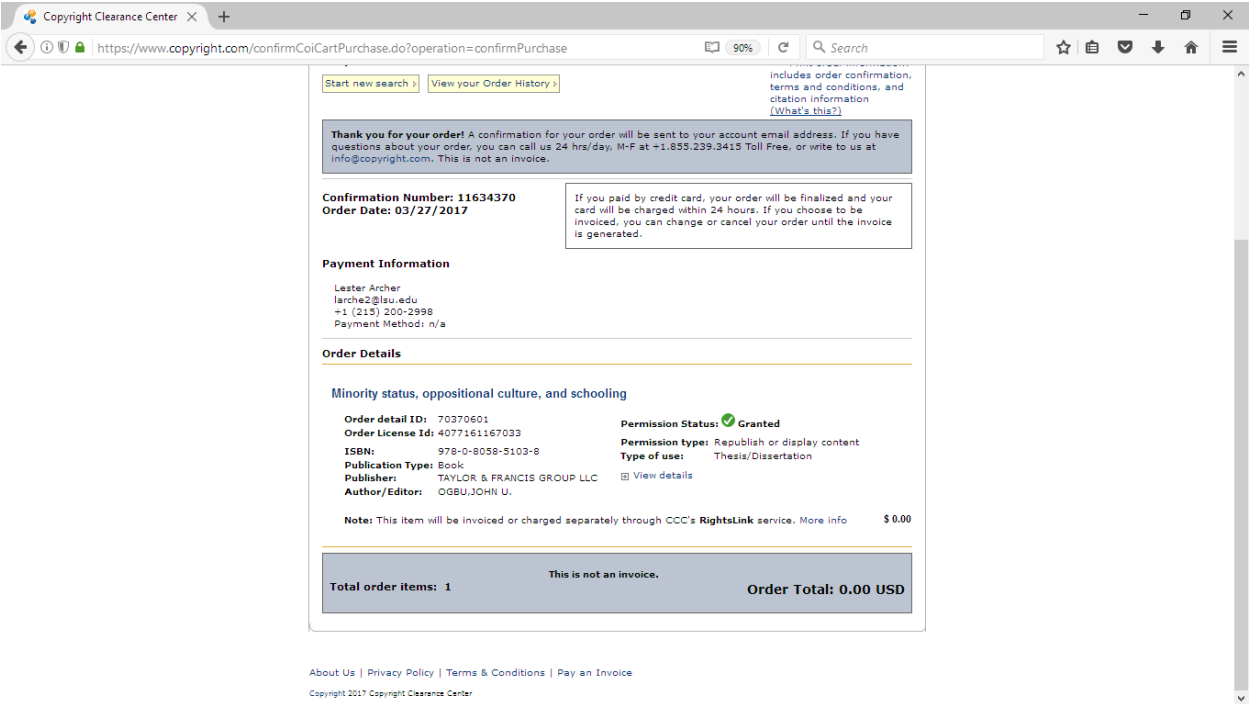 Copyright Clearance Center
https://www.copyright.com/confirmCoiCartPurchase.do?operation=confirmPurchase
90%
Search
Start new search ›
View your Order History ›
includes order confirmation,
terms and conditions, and
citation information
(What's this?)
Thank you for your order! A confirmation for your order will be sent to your account email address. If you have
questions about your order, you can call us 24 hrs/day, M-F at +1.855.239.3415 Toll Free, or write to us at
info@copyright.com. This is not an invoice.
Confirmation Number: 11634370
Order Date: 03/27/2017
If you paid by credit card, your order will be finalized and your
card will be charged within 24 hours. If you choose to be
invoiced, you can change or cancel your order until the invoice
is generated.
Payment Information
Lester Archer
larche2@lsu.edu
+1 (215) 200-2998
Payment Method: n/a
Order Details
Minority status, oppositional culture, and schooling
Order detail ID: 70370601
Order License Id: 4077161167033
ISBN: 978-0-8058-5103-8
Publication Type: Book
Publisher: TAYLOR & FRANCIS GROUP LLC
Author/Editor: OGBU,JOHN U.
Permission Status: Granted
Permission type: Republish or display content
Type of use: Thesis/Dissertation
View details
Note: This item will be invoiced or charged separately through CCC's RightsLink service. More info $ 0.00
This is not an invoice.
Total order items: 1
Order Total: 0.00 USD
About Us | Privacy Policy | Terms & Conditions | Pay an Invoice
Copyright 2017 Copyright Clearance Center